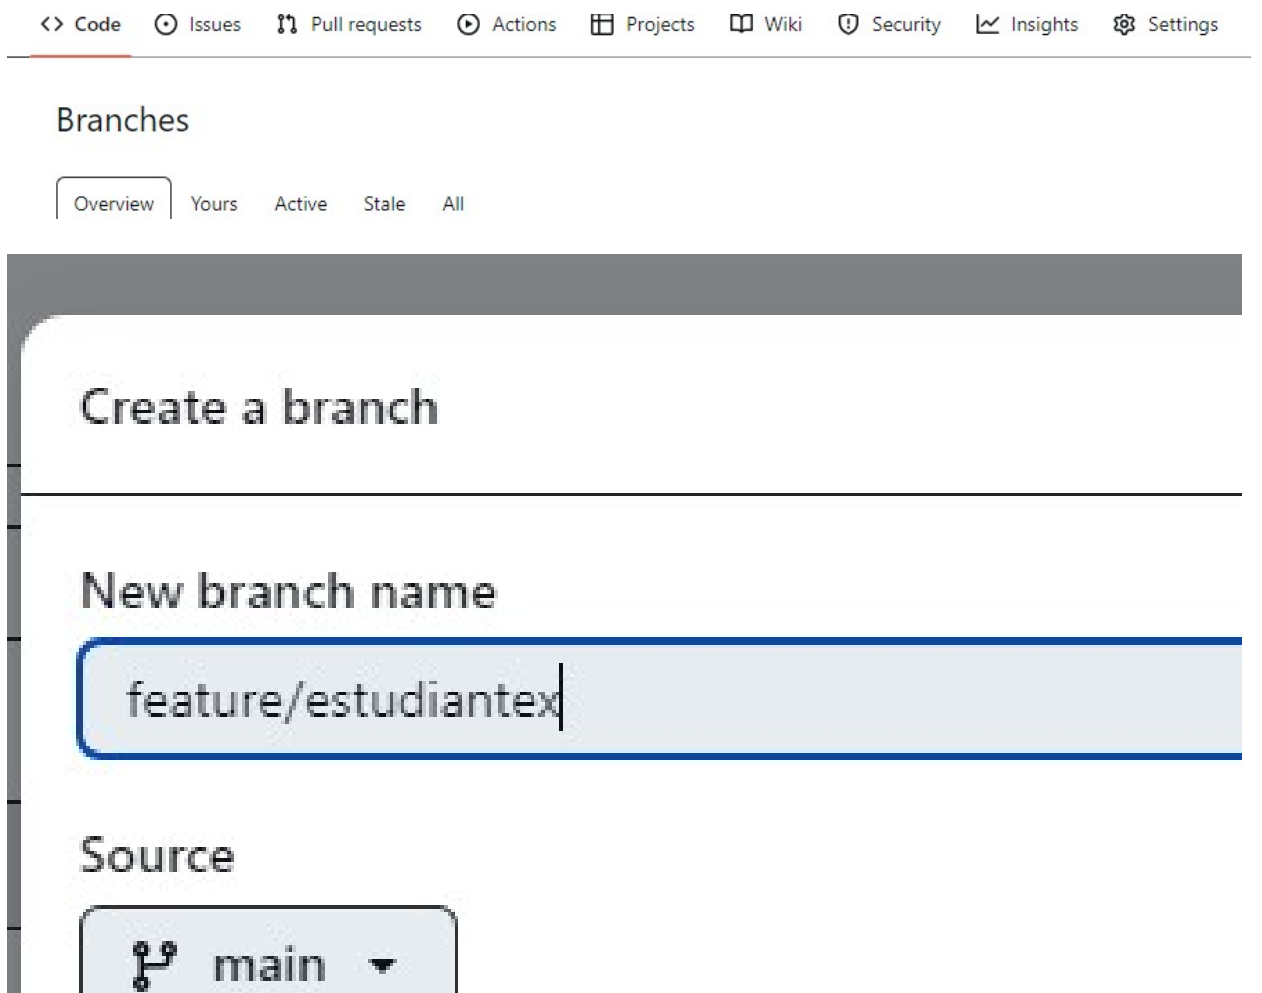 <> Code Issues Pull requests Actions Projects Wiki Security Insights Settings
Branches
Overview Yours Active Stale All
Create a branch
New branch name
feature/estudiantex
Source
main